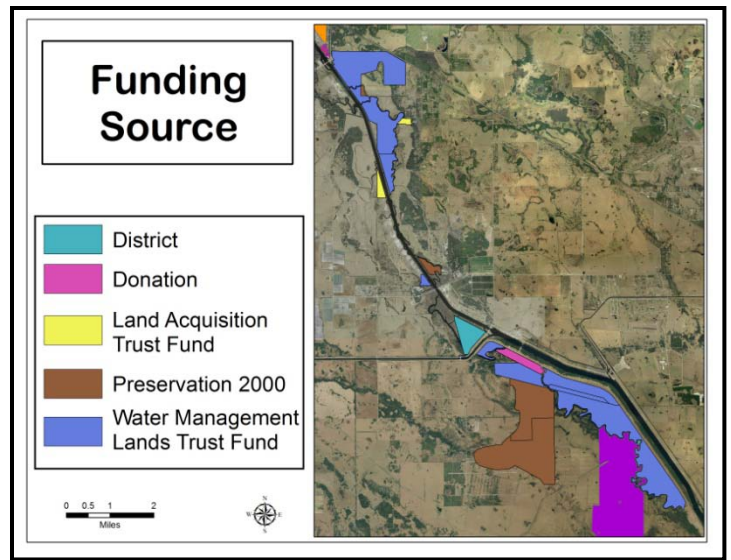 Funding
Source
District
Donation
Land Acquisition
Trust Fund
Preservation 2000
Water Management
Lands Trust Fund
0 0.5 1 2
Miles
N
W E
S